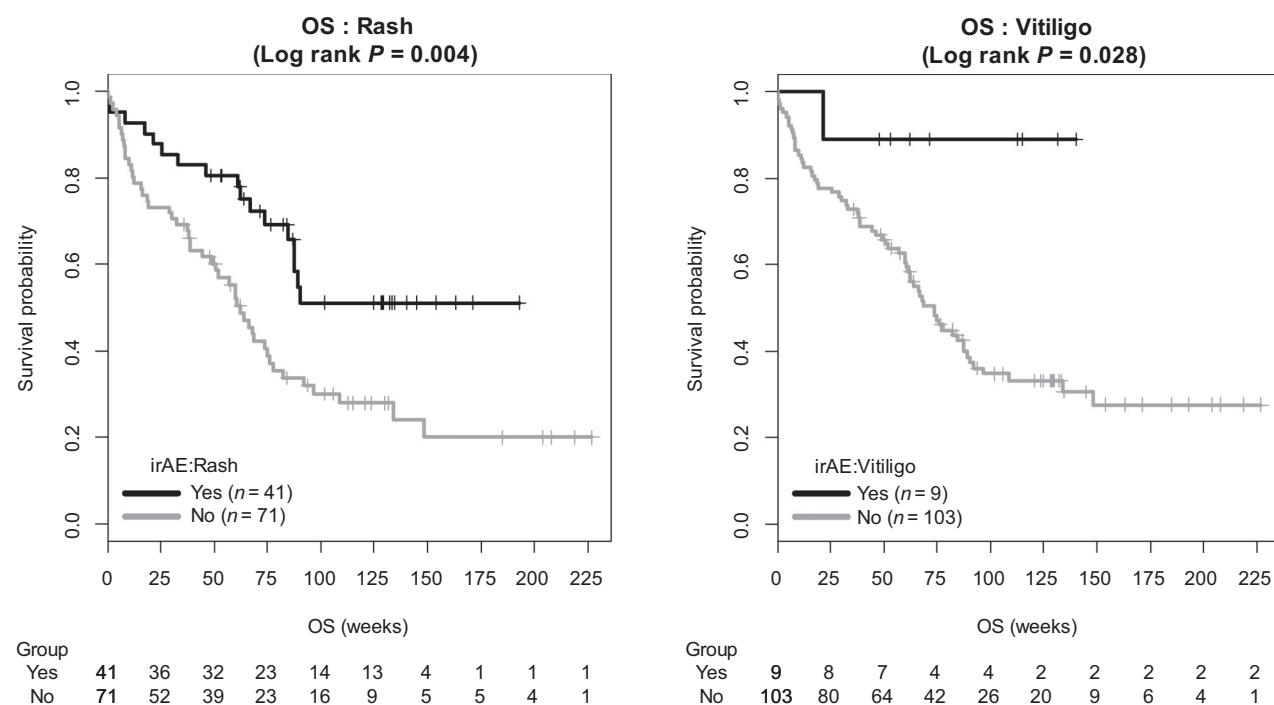 OS : Rash
(Log rank P = 0.004)
Survival probability
1.0
0.8
0.6
0.4
0.2
0.0
irAE:Rash
Yes (n = 41)
No (n = 71)
0 25 50 75 100 125 150 175 200 225
OS (weeks)
Group
Yes 41 36 32 23 14 13 4 1 1 1
No 71 52 39 23 16 9 5 5 4 1
OS : Vitiligo
(Log rank P = 0.028)
Survival probability
1.0
0.8
0.6
0.4
0.2
0.0
irAE:Vitiligo
Yes (n = 9)
No (n = 103)
0 25 50 75 100 125 150 175 200 225
OS (weeks)
Group
Yes 9 8 7 4 4 2 2 2 2 2
No 103 80 64 42 26 20 9 6 4 1